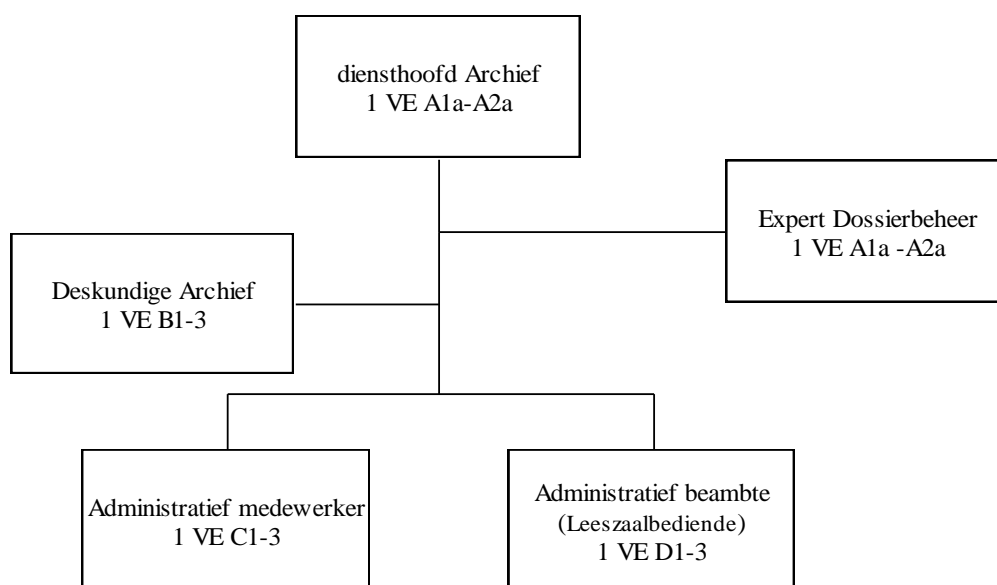 diensthoofd Archief
1 VE A1a-A2a
Expert Dossierbeheer
1 VE A1a -A2a
Deskundige Archief
1 VE B1-3
Administratief medewerker
1 VE C1-3
Administratief beambte
(Leeszaalbediende)
1 VE D1-3